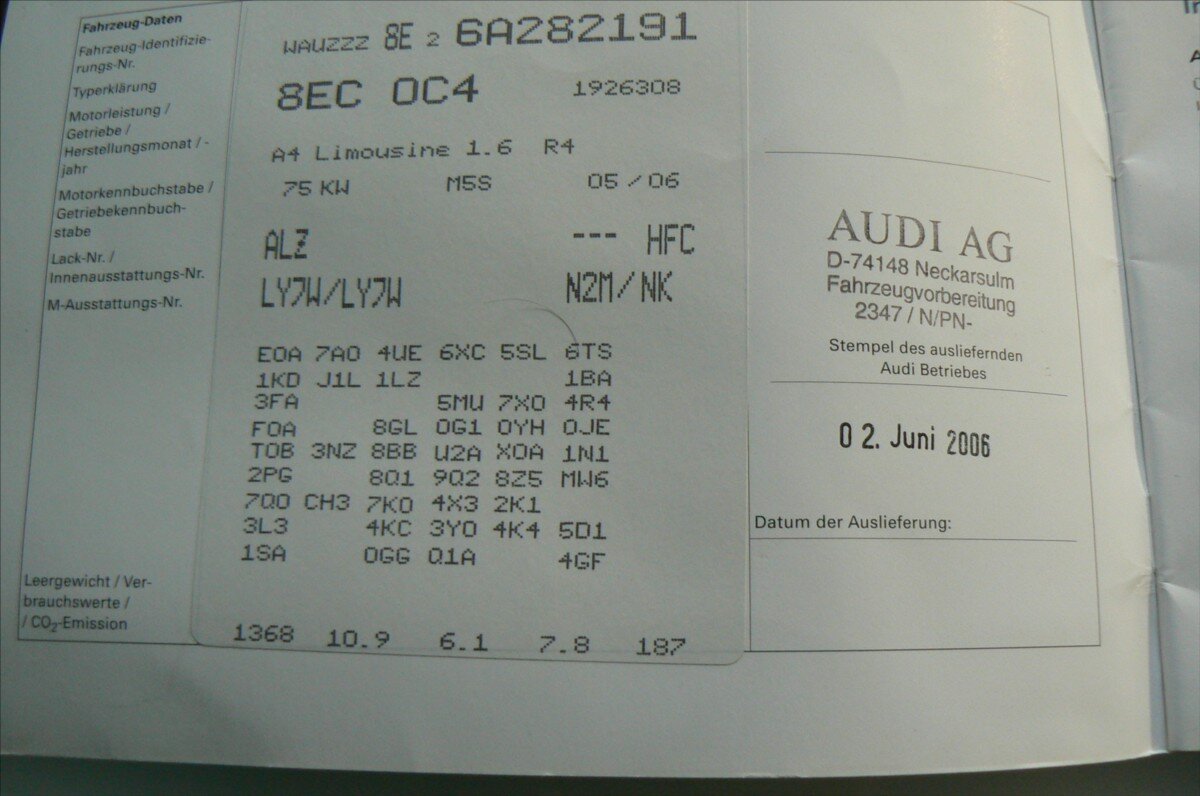 Fahrzeug-Daten
Fahrzeug-Identifizie-
rungs-Nr.
Typerklärung
Motorleistung /
Getriebe /
Herstellungsmonat / -
jahr
Motorkennbuchstabe /
Getriebekennbuch-
stabe
Lack-Nr. /
Innenausstattungs-Nr.
M-Ausstattungs-Nr.
Leergewicht / Ver-
brauchswerte /
/ CO2-Emission
WAUZZZ 8E 2 6A282191
8EC 0C4 1926308
A4 Limousine 1.6 R4
75 KW M5S 05 / 06
ALZ --- HFC
LY7W/LY7W N2M/ NK
E0A 7A0 4UE 6XC 5SL 6TS
1KD J1L 1LZ 1BA
3FA 5MU 7X0 4R4
F0A 8GL 0G1 0YH 0JE
T0B 3NZ 8BB U2A X0A 1N1
2PG 8Q1 9Q2 8Z5 MW6
7Q0 CH3 7K0 4X3 2K1
3L3 4KC 3Y0 4K4 5D1
1SA 0GG Q1A 4GF
1368 10.9 6.1 7.8 187
AUDI AG
D-74148 Neckarsulm
Fahrzeugvorbereitung
2347 / N/PN-
Stempel des ausliefernden
Audi Betriebes
02. Juni 2006
Datum der Auslieferung: